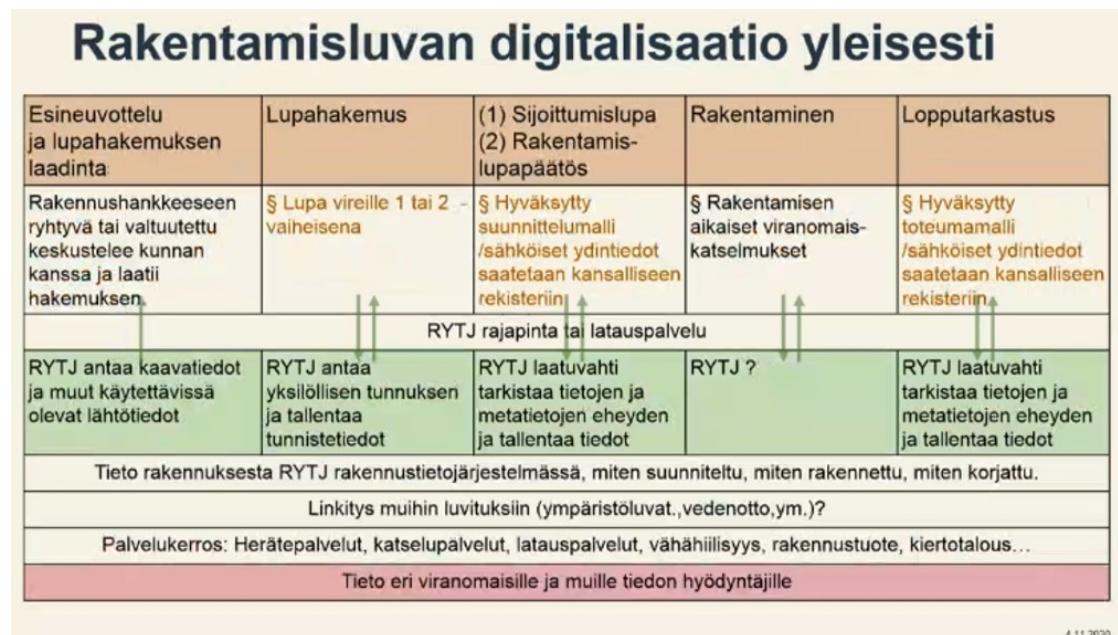 Rakentamisluvan digitalisaatio yleisesti
Esineuvottelu
ja lupahakemuksen
laadinta
Lupahakemus
(1) Sijoittumislupa
(2) Rakentamis-
lupapäätös
Rakentaminen
Lopputarkastus
Rakennushankkeeseen
ryhtyvä tai valtuutettu
keskustelee kunnan
kanssa ja laatii
hakemuksen
§ Lupa vireille 1 tai 2 -
vaiheisena
§ Hyväksytty
suunnittelumalli
/sähköiset ydintiedot
saatetaan kansalliseen
rekisteriin
§ Rakentamisen
aikaiset viranomais-
katselmukset
§ Hyväksytty
toteumamalli
/sähköiset ydintiedot
saatetaan kansalliseen
rekisteriin
RYTJ rajapinta tai latauspalvelu
RYTJ antaa kaavatiedot
ja muut käytettävissä
olevat lähtötiedot
RYTJ antaa
yksilöllisen tunnuksen
ja tallentaa
tunnistetiedot
RYTJ laatuvahti
tarkistaa tietojen ja
metatietojen eheyden
ja tallentaa tiedot
RYTJ ?
RYTJ laatuvahti
tarkistaa tietojen ja
metatietojen eheyden
ja tallentaa tiedot
Tieto rakennuksesta RYTJ rakennustietojärjestelmässä, miten suunniteltu, miten rakennettu, miten korjattu.
Linkitys muihin luvituksiin (ympäristöluvat.,vedenotto,ym.)?
Palvelukerros: Herätepalvelut, katselupalvelut, latauspalvelut, vähähiilisyys, rakennustuote, kiertotalous...
Tieto eri viranomaisille ja muille tiedon hyödyntäjille
4.11.2020